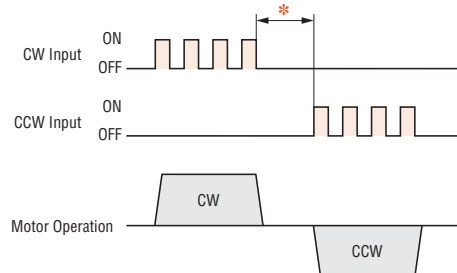 *
ON
CW Input
OFF
ON
CCW Input
OFF
CW
Motor Operation
CCW